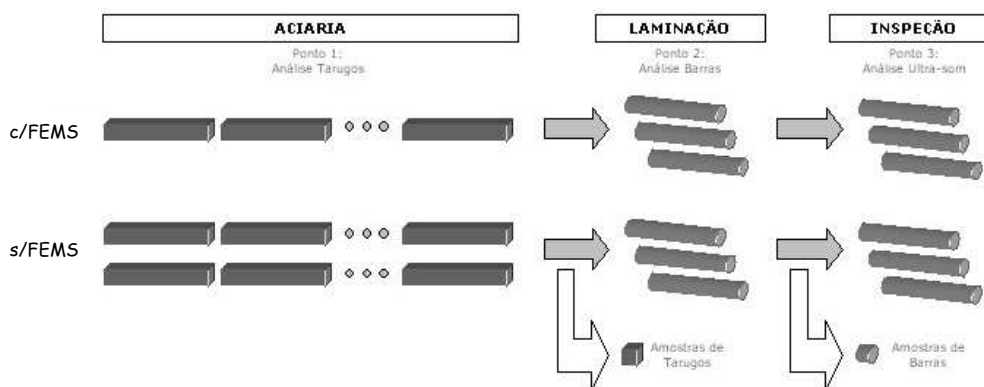 ACIARIA
LAMINAÇÃO
INSPEÇÃO
Ponto 1:
Análise Tarugos
Ponto 2:
Análise Barras
Ponto 3:
Análise Ultra-som
c/FEMS
s/FEMS
Amostras de
Tarugos
Amostras de
Barras